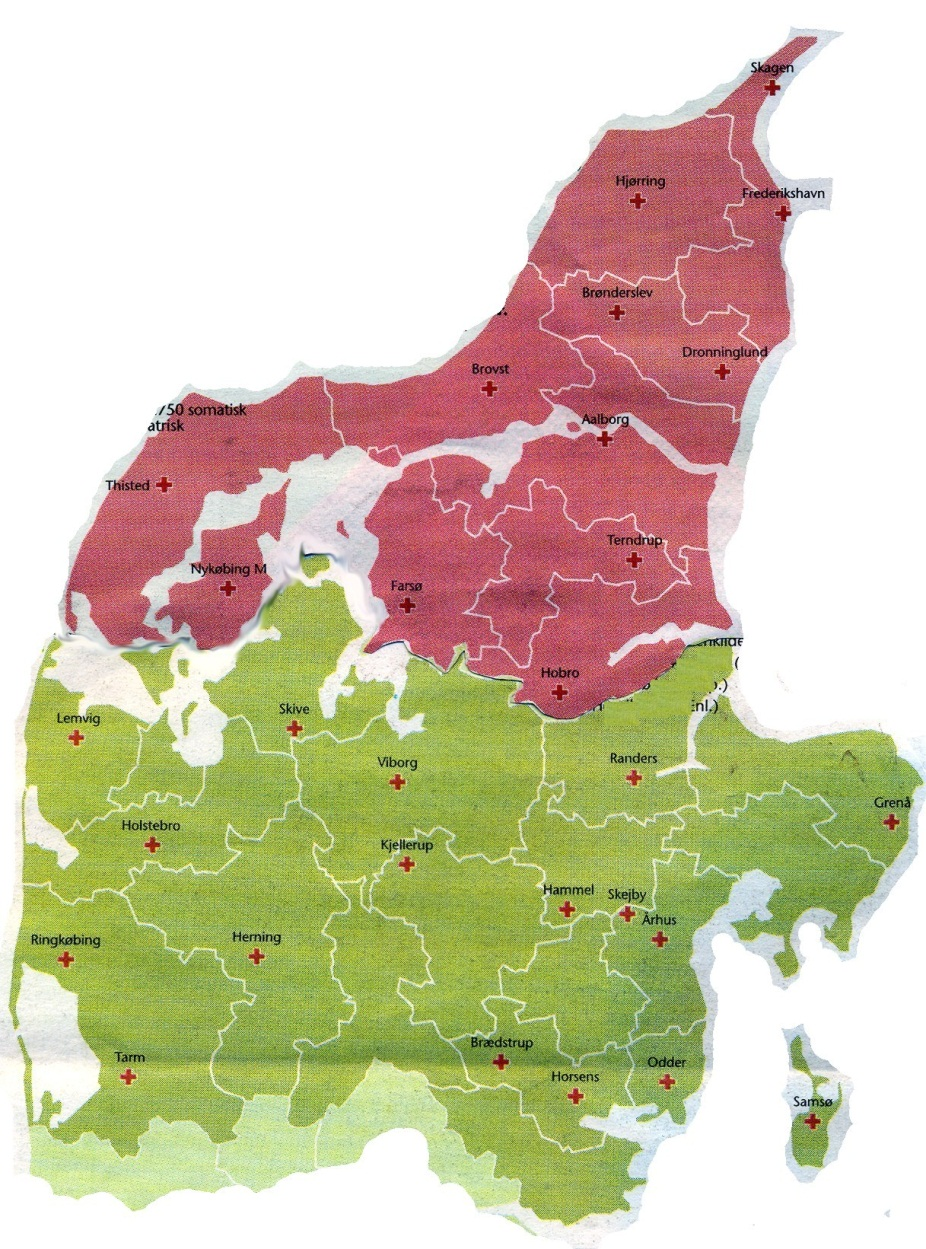 Skagen
Hjørring
Frederikshavn
Brønderslev
Dronninglund
Brovst
/50 somatisk
atrisk
Aalborg
Thisted
Terndrup
Nykøbing M
Farsø
Hobro
Lemvig
Skive
Viborg
Randers
Grenå
Holstebro
Kjellerup
Hammel
Skejby
Århus
Ringkøbing
Herning
Brædstrup
Tarm
Horsens
Odder
Samsø